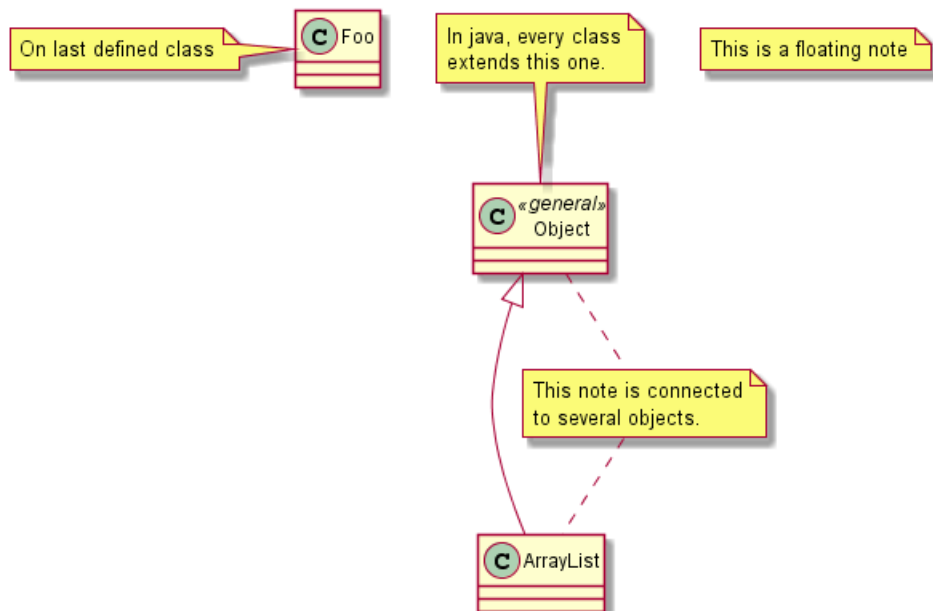 On last defined class
C Foo
In java, every class
extends this one.
This is a floating note
C «general»
Object
This note is connected
to several objects.
C ArrayList